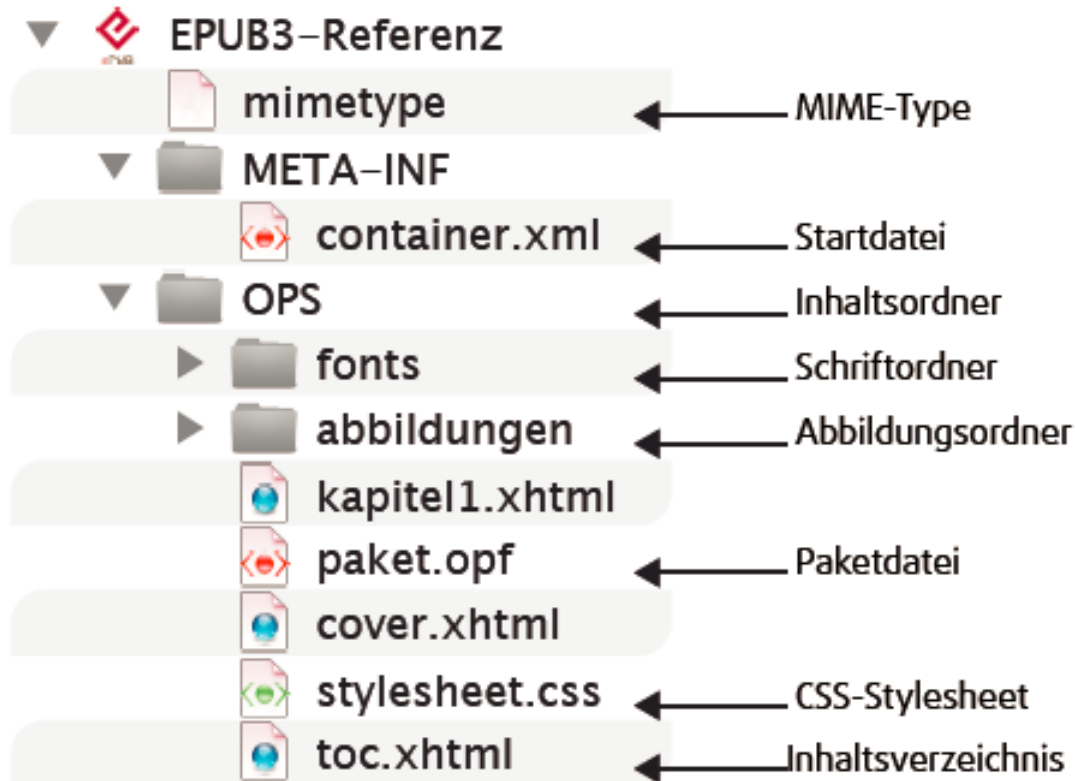 EPUB3-Referenz
mimetype MIME-Type
META-INF
container.xml Startdatei
OPS Inhaltsordner
fonts Schriftordner
abbildungen Abbildungsordner
kapitel1.xhtml
paket.opf Paketdatei
cover.xhtml
stylesheet.css CSS-Stylesheet
toc.xhtml Inhaltsverzeichnis